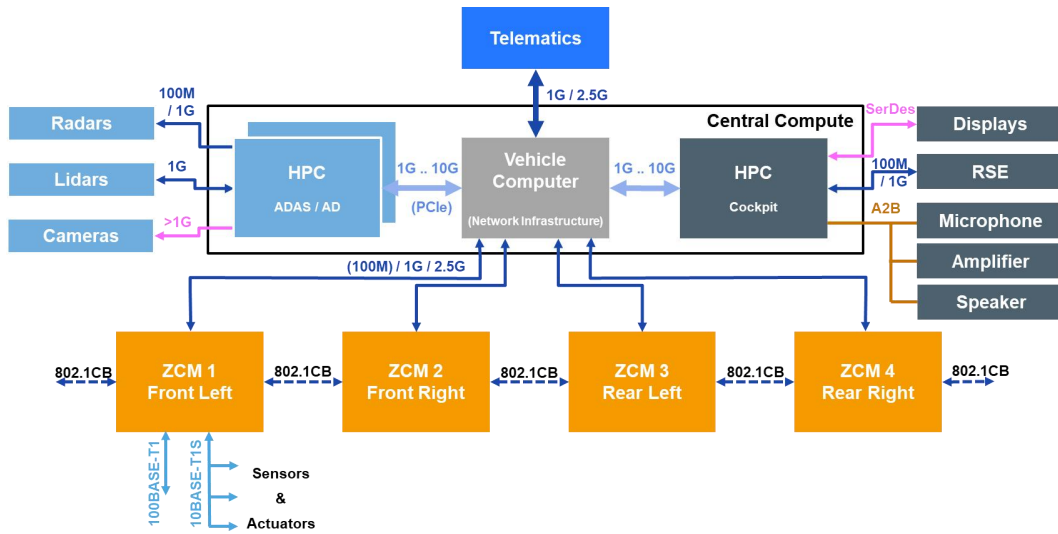 Telematics
1G / 2.5G
Central Compute
100M
/ 1G
Radars
1G
Lidars
>1G
Cameras
HPC
ADAS / AD
1G .. 10G
(PCIe)
Vehicle
Computer
(Network Infrastructure)
1G .. 10G
HPC
Cockpit
SerDes
Displays
100M
/ 1G
RSE
A2B
Microphone
Amplifier
Speaker
(100M) / 1G / 2.5G
802.1CB
ZCM 1
Front Left
802.1CB
ZCM 2
Front Right
802.1CB
ZCM 3
Rear Left
802.1CB
ZCM 4
Rear Right
802.1CB
100BASE-T1
10BASE-T1S
Sensors
&
Actuators